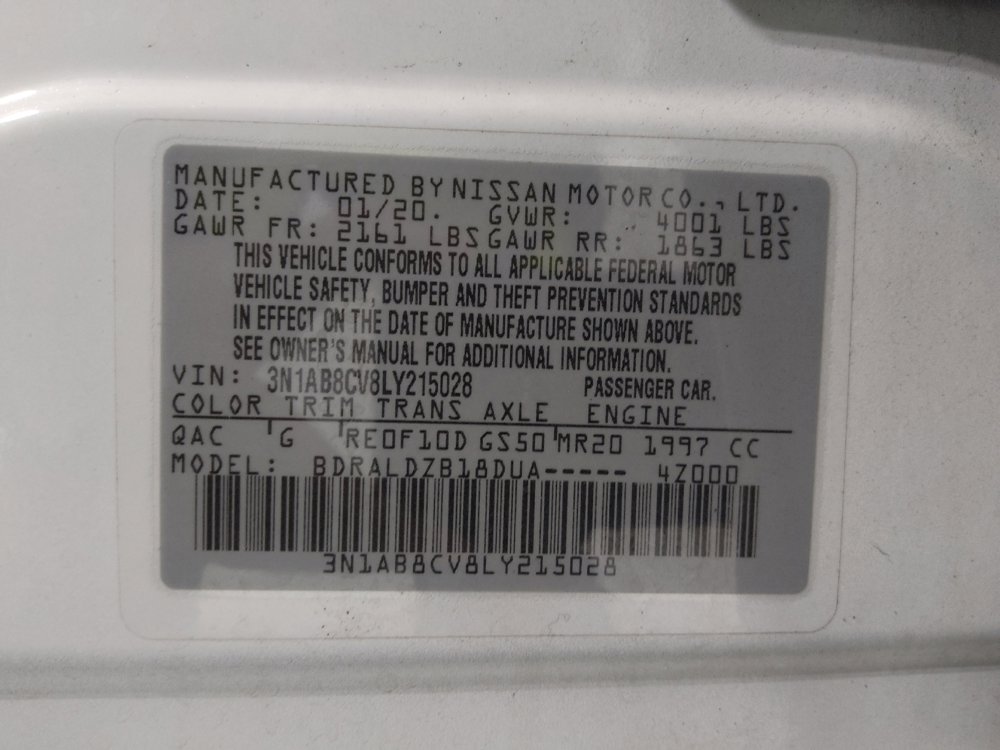 MANUFACTURED BY NISSAN MOTOR CO., LTD.
DATE: 01/20. GVWR: 4001 LBS
GAWR FR: 2161 LBS GAWR RR: 1863 LBS
THIS VEHICLE CONFORMS TO ALL APPLICABLE FEDERAL MOTOR
VEHICLE SAFETY, BUMPER AND THEFT PREVENTION STANDARDS
IN EFFECT ON THE DATE OF MANUFACTURE SHOWN ABOVE.
SEE OWNER'S MANUAL FOR ADDITIONAL INFORMATION.
VIN: 3N1AB8CV8LY215028 PASSENGER CAR.
COLOR TRIM TRANS AXLE ENGINE
QAC G RE0F10D GS50 MR20 1997 CC
MODEL: BDRALDZB18DUA----- 4Z000
3N1AB8CV8LY215028